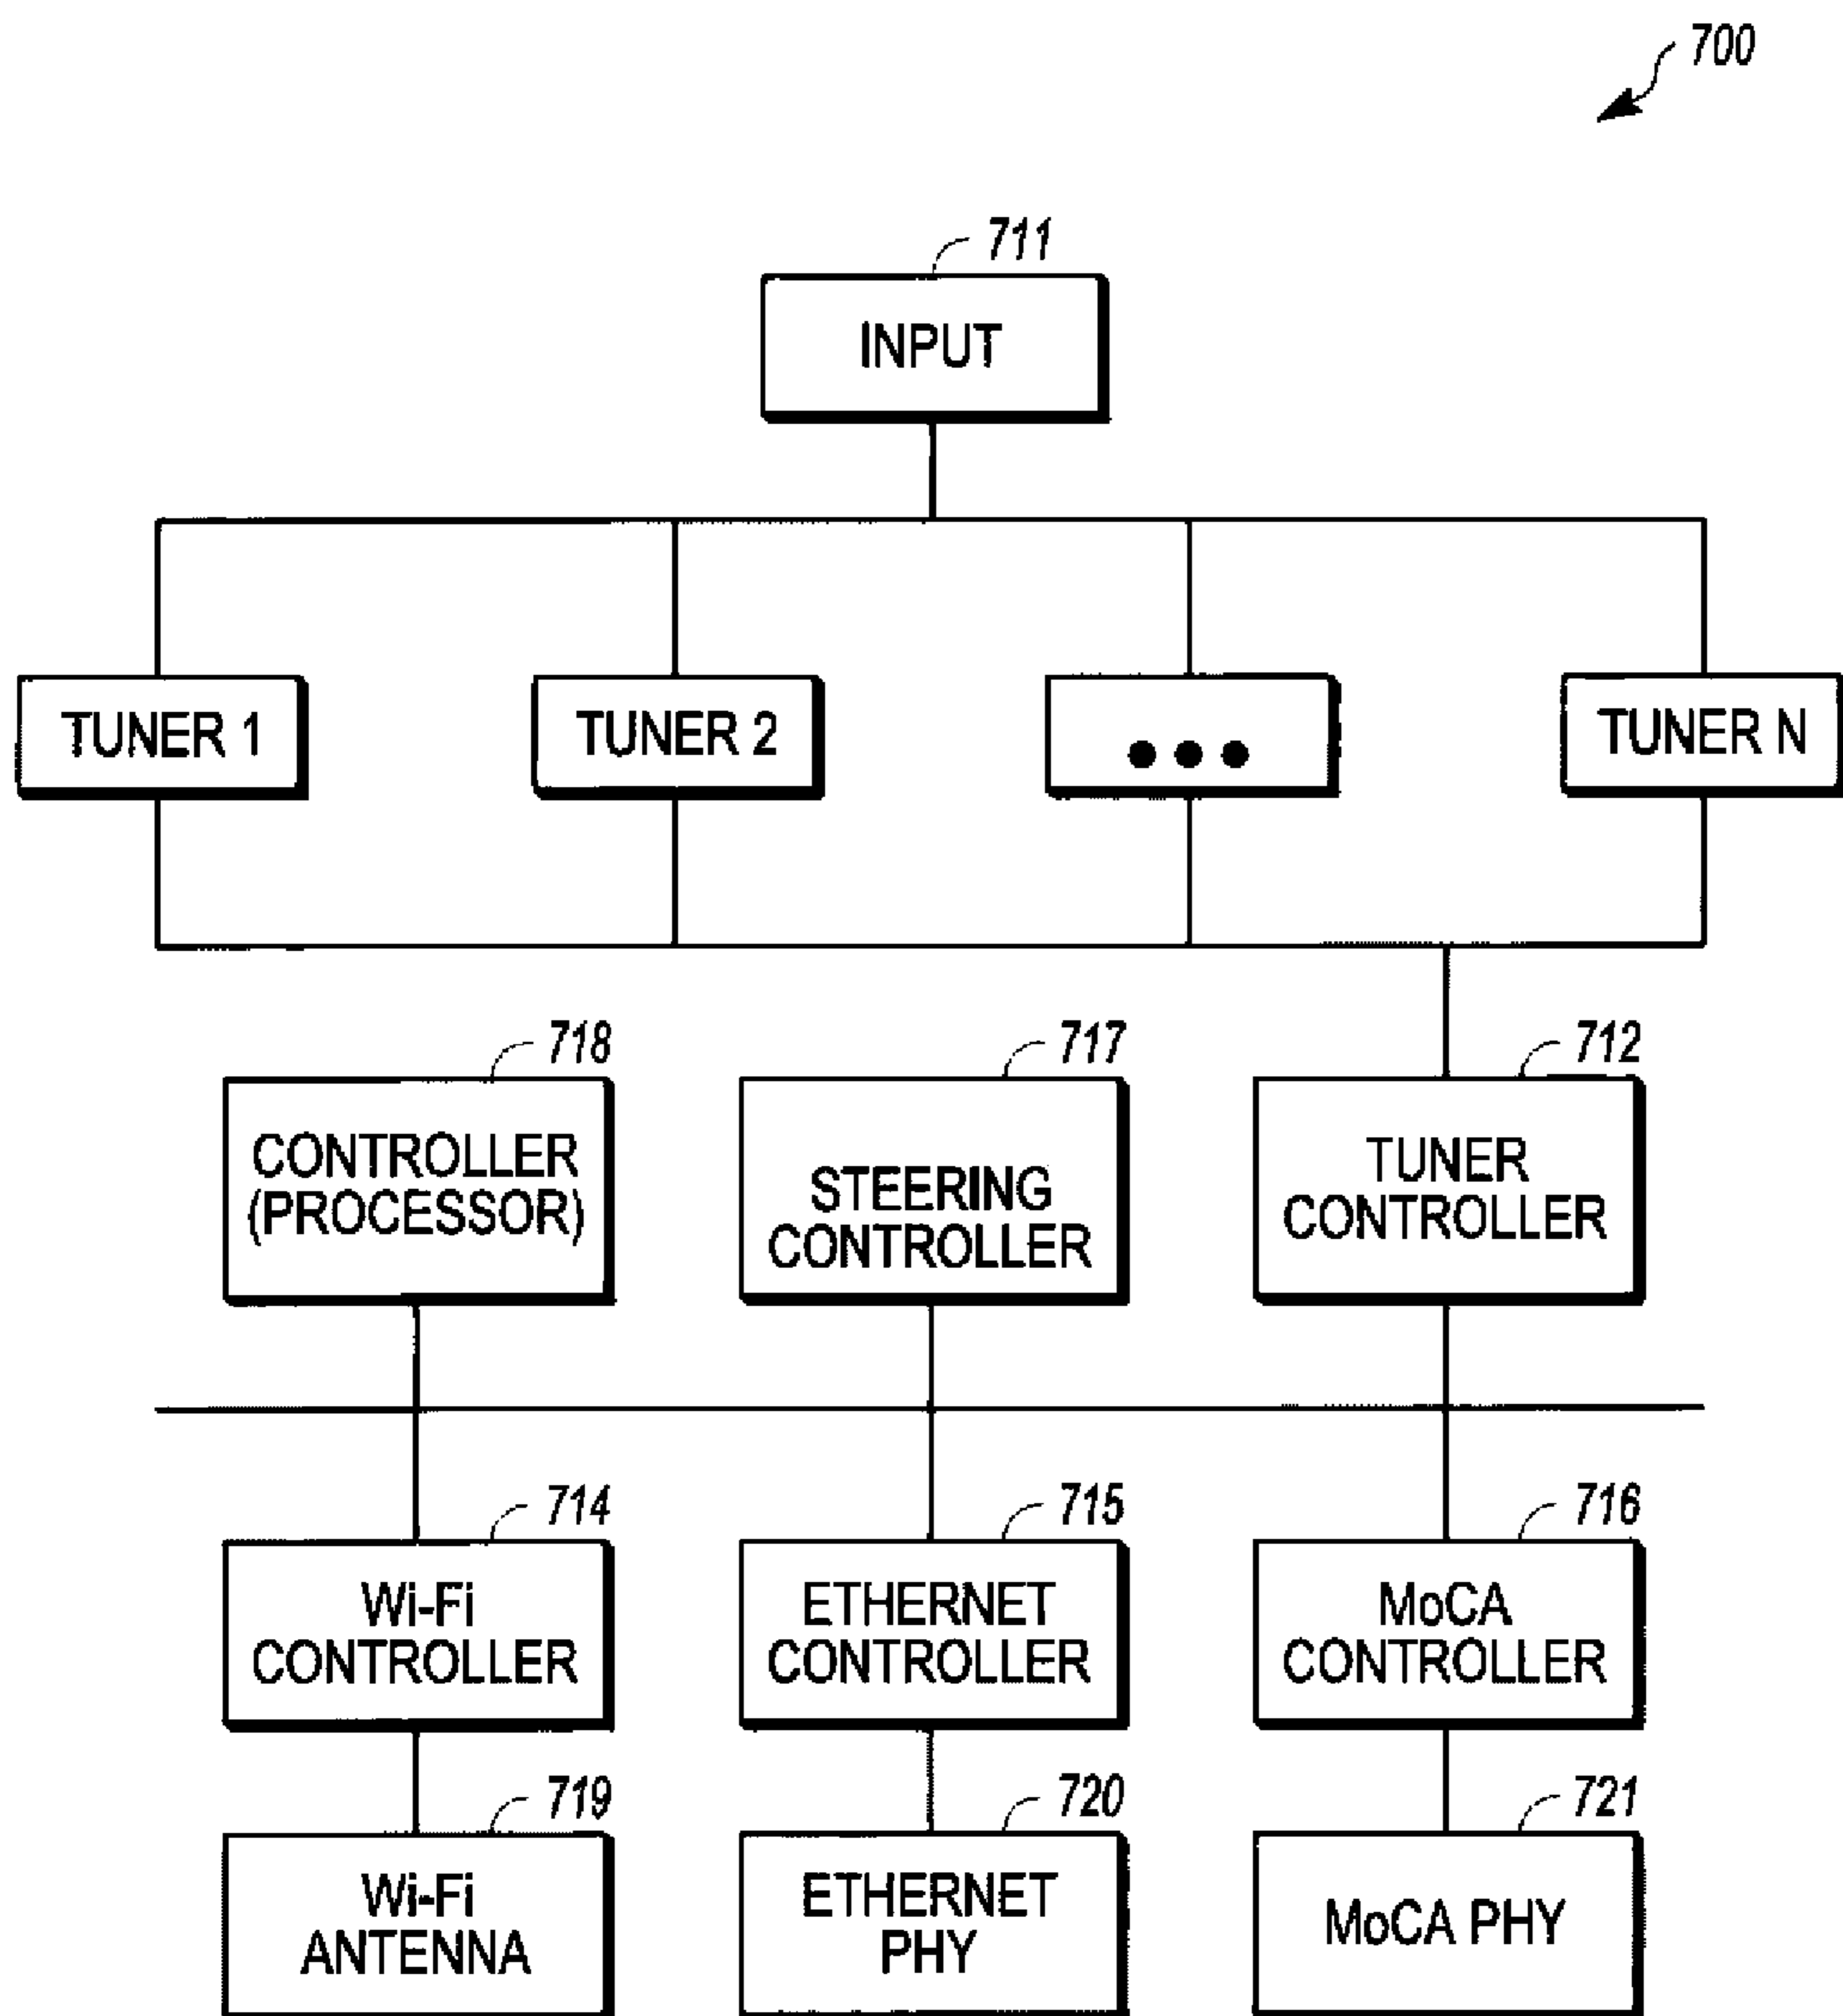 700
711
INPUT
TUNER 1
TUNER 2
●●●
TUNER N
718
717
712
CONTROLLER
(PROCESSOR)
STEERING
CONTROLLER
TUNER
CONTROLLER
714
715
716
Wi-Fi
CONTROLLER
ETHERNET
CONTROLLER
MoCA
CONTROLLER
719
720
721
Wi-Fi
ANTENNA
ETHERNET
PHY
MoCA PHY